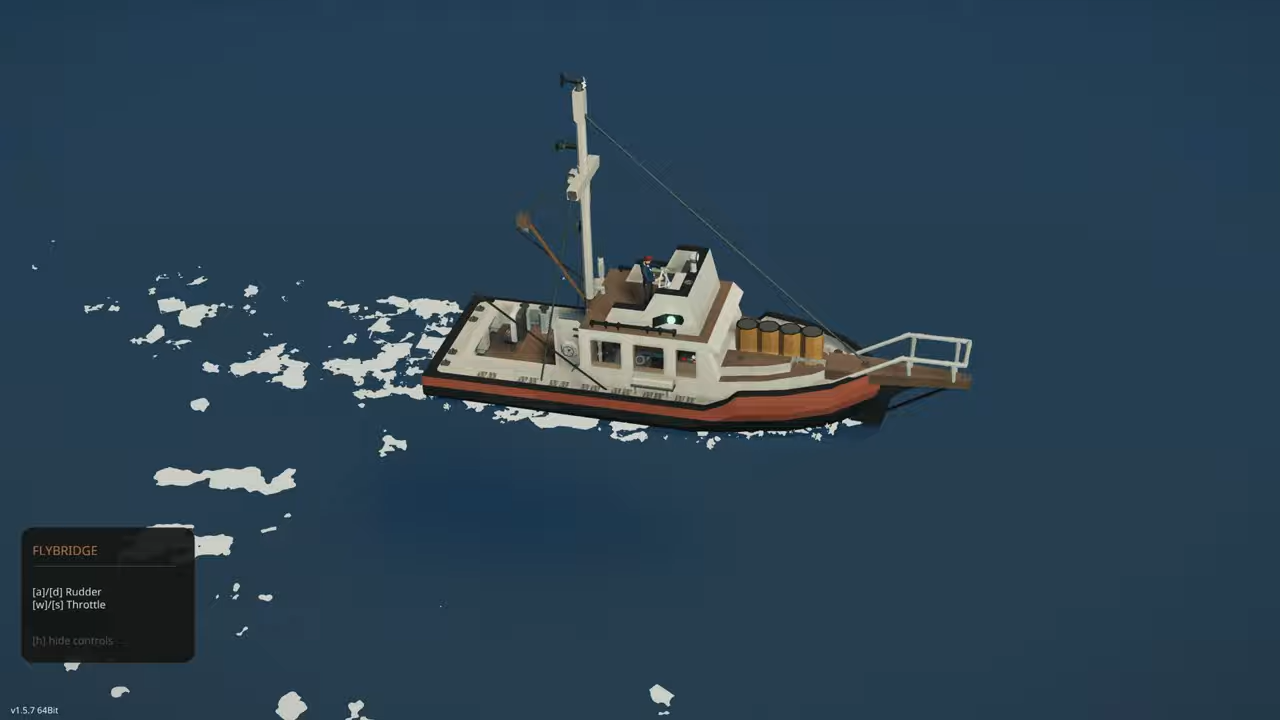 FLYBRIDGE
[a]/[d] Rudder
[w]/[s] Throttle
[h] hide controls
v1.5.7 64Bit